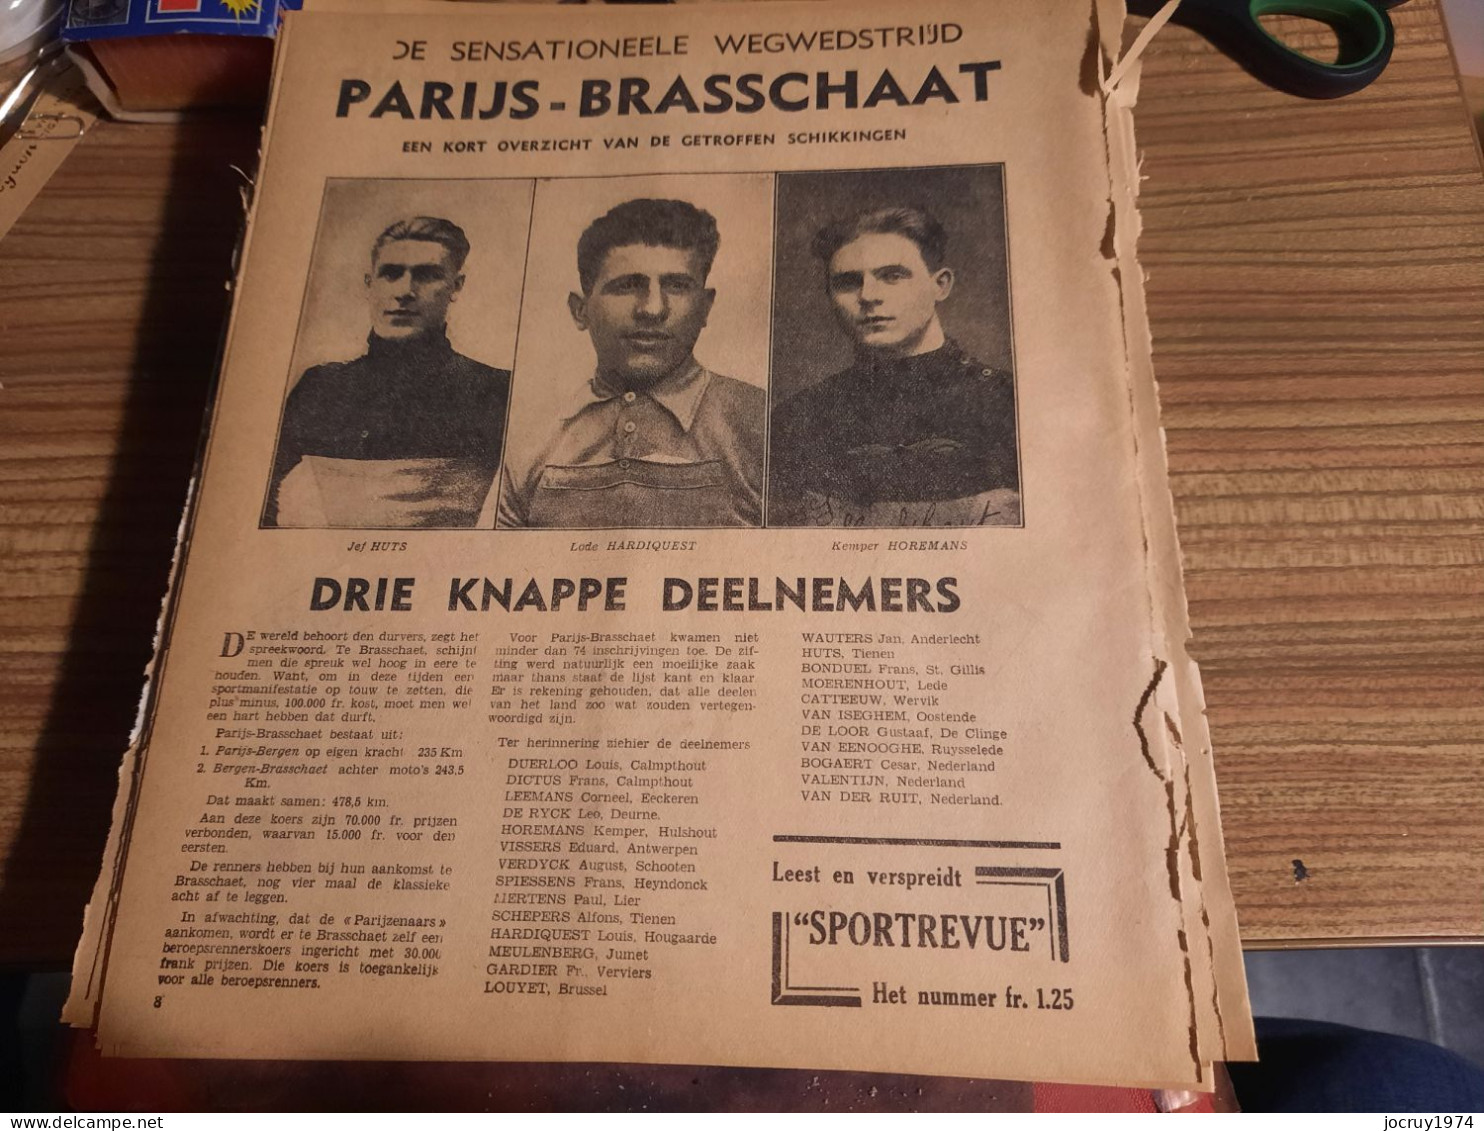 DE SENSATIONEELE WEGWEDSTRIJD
PARIJS - BRASSCHAAT
EEN KORT OVERZICHT VAN DE GETROFFEN SCHIKKINGEN
Jef HUTS
Lode HARDIQUEST
Kemper HOREMANS
DRIE KNAPPE DEELNEMERS
DE wereld behoort den durvers, zegt het
spreekwoord. Te Brasschaet, schijnt
men die spreuk wel hoog in eere te
houden. Want, om in deze tijden een
sportmanifestatie op touw te zetten, die
plus minus, 100.000 fr. kost, moet men wel
een hart hebben dat durft.
Parijs-Brasschaet bestaat uit:
1. Parijs-Bergen op eigen kracht 235 Km
2. Bergen-Brasschaet achter moto's 243,5
Km.
Dat maakt samen: 478,5 km.
Aan deze koers zijn 70.000 fr. prijzen
verbonden, waarvan 15.000 fr. voor den
eersten.
De renners hebben bij hun aankomst te
Brasschaet, nog vier maal de klassieke
acht af te leggen.
In afwachting, dat de « Parijzenaars »
aankomen, wordt er te Brasschaet zelf een
beroepsrennerskoers ingericht met 30.000
frank prijzen. Die koers is toegankelijk
voor alle beroepsrenners.
8
Voor Parijs-Brasschaet kwamen niet
minder dan 74 inschrijvingen toe. De zif-
ting werd natuurlijk een moeilijke zaak
maar thans staat de lijst kant en klaar
Er is rekening gehouden, dat alle deelen
van het land zoo wat zouden vertegen-
woordigd zijn.
Ter herinnering ziehier de deelnemers
DUERLOO Louis, Calmpthout
DICTUS Frans, Calmpthout
LEEMANS Corneel, Eeckeren
DE RYCK Leo, Deurne.
HOREMANS Kemper, Hulshout
VISSERS Eduard, Antwerpen
VERDYCK August, Schooten
SPIESSENS Frans, Heyndonck
MERTENS Paul, Lier
SCHEPERS Alfons, Tienen
HARDIQUEST Louis, Hougaarde
MEULENBERG, Jumet
GARDIER Fr., Verviers
LOUYET, Brussel
WAUTERS Jan, Anderlecht
HUTS, Tienen
BONDUEL Frans, St. Gillis
MOERENHOUT, Lede
CATTEEUW, Wervik
VAN ISEGHEM, Oostende
DE LOOR Gustaaf, De Clinge
VAN EENOOGHE, Ruysselede
BOGAERT Cesar, Nederland
VALENTIJN, Nederland
VAN DER RUIT, Nederland.
Leest en verspreidt
"SPORTREVUE"
Het nummer fr. 1.25
jocruy1974